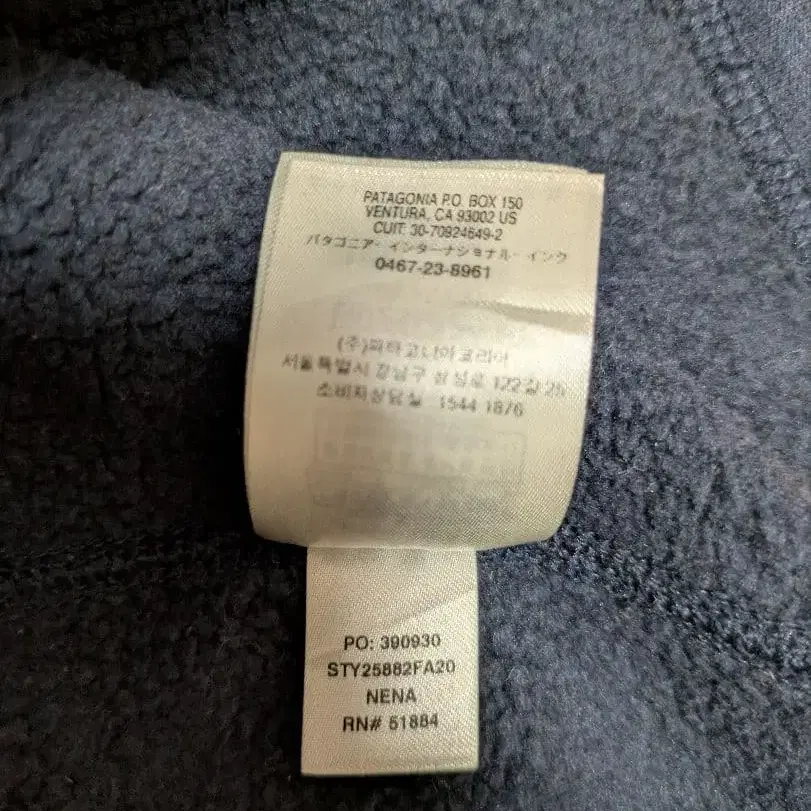 PATAGONIA P.O. BOX 150
VENTURA, CA 93002 US
CUIT: 30-70924649-2
パタゴニア・インターナショナル・インク
0467-23-8961
(주)파타고니아코리아
서울특별시 강남구 삼성로 122길 25
소비자상담실 1544 1876
PO: 390930
STY25882FA20
NENA
RN# 51884